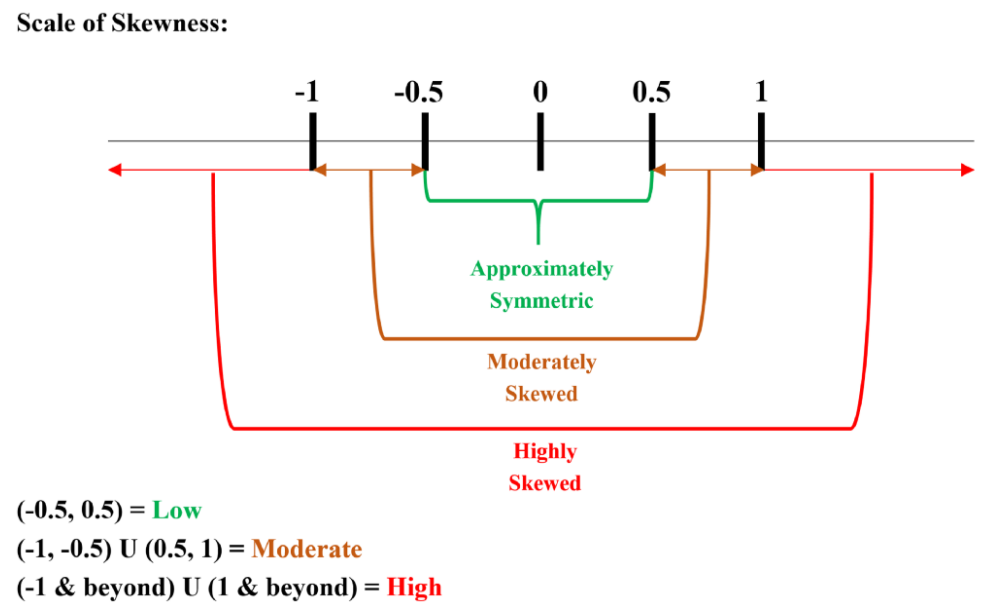 Scale of Skewness:
-1 -0.5 0 0.5 1
Approximately
Symmetric
Moderately
Skewed
Highly
Skewed
(-0.5, 0.5) = Low
(-1, -0.5) U (0.5, 1) = Moderate
(-1 & beyond) U (1 & beyond) = High